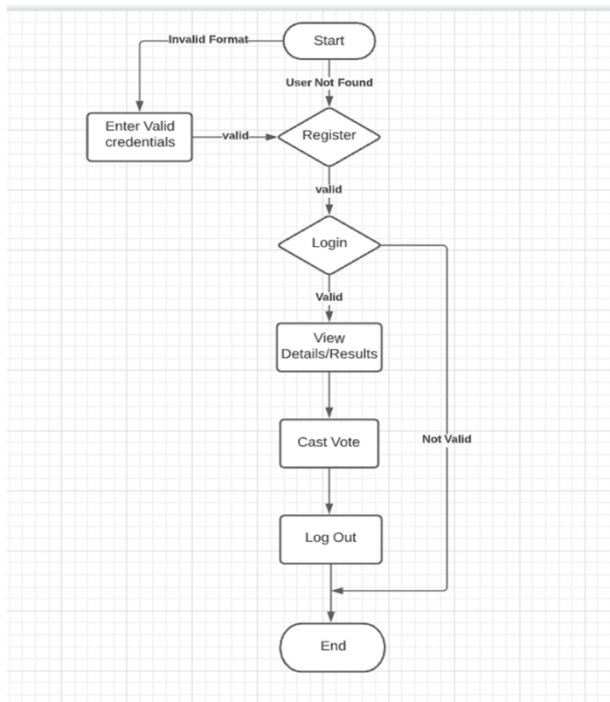 Invalid Format
Start
User Not Found
Enter Valid
credentials
valid
Register
valid
Login
Valid
View
Details/Results
Cast Vote
Not Valid
Log Out
End